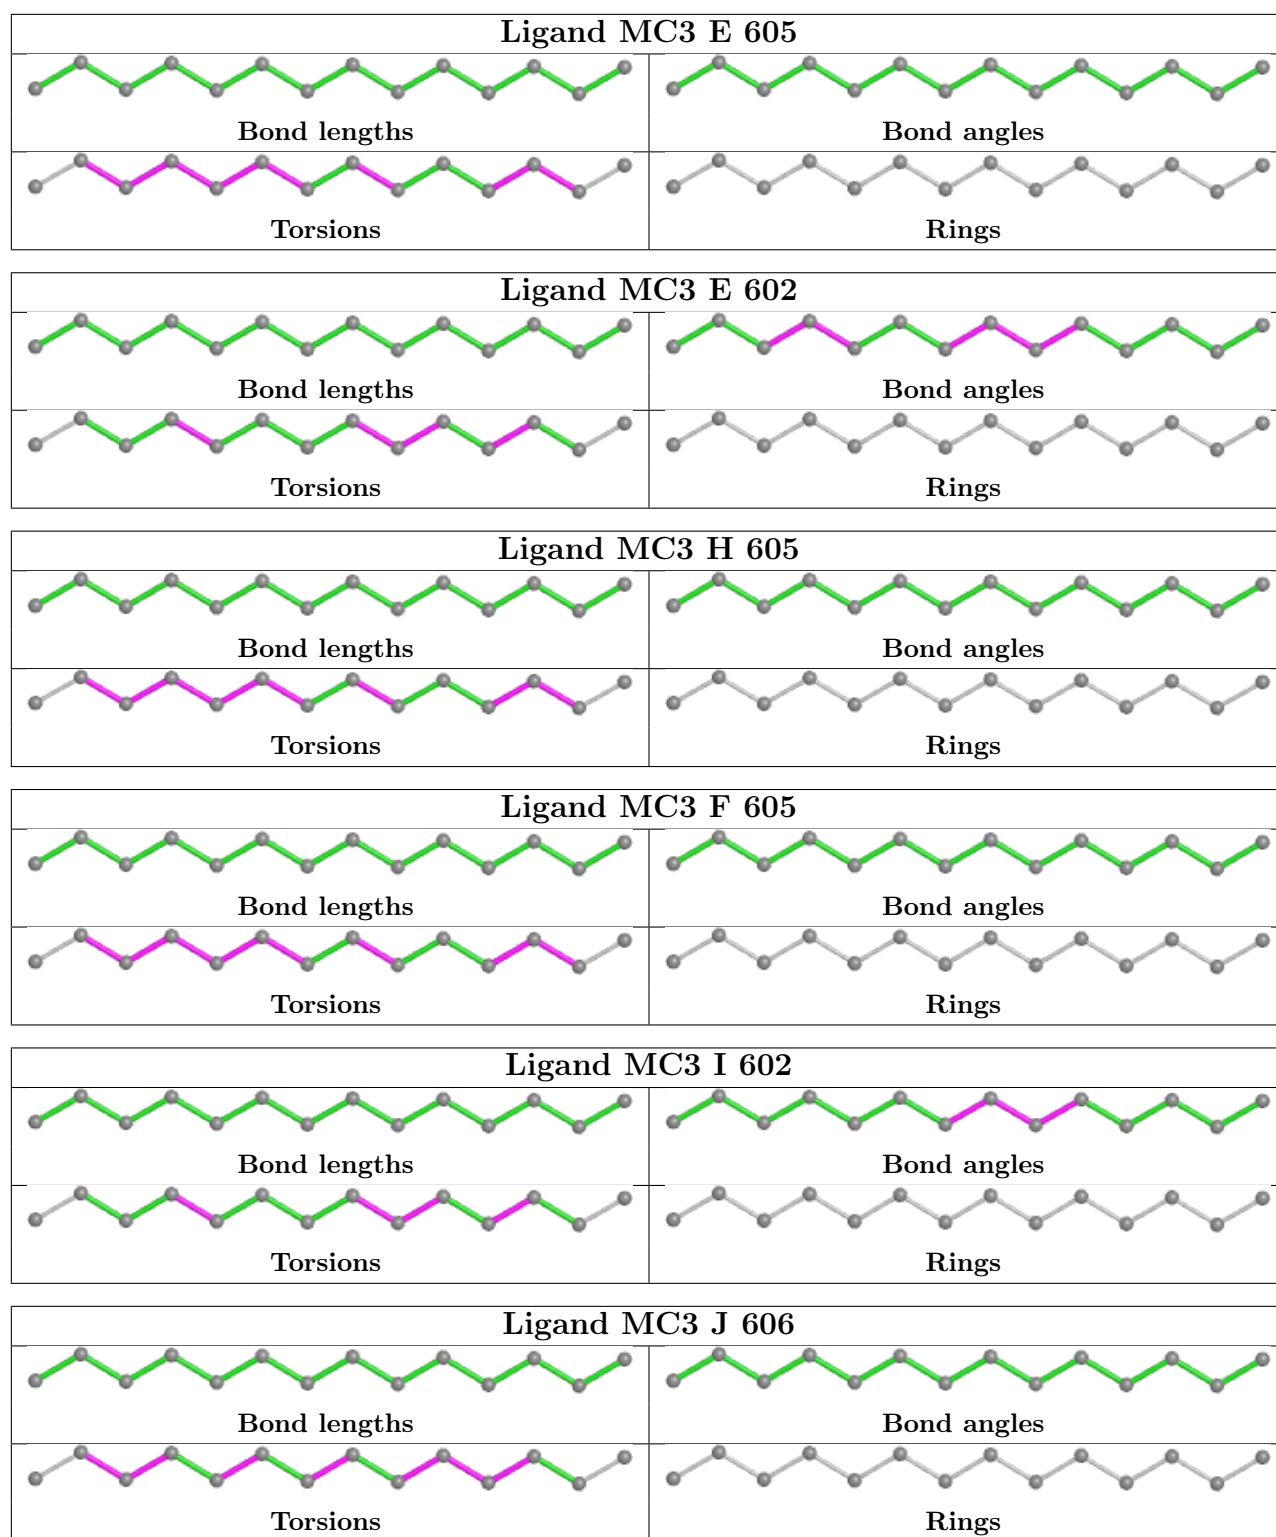 Ligand MC3 E 605
Bond lengths Bond angles
Torsions Rings
Ligand MC3 E 602
Bond lengths Bond angles
Torsions Rings
Ligand MC3 H 605
Bond lengths Bond angles
Torsions Rings
Ligand MC3 F 605
Bond lengths Bond angles
Torsions Rings
Ligand MC3 I 602
Bond lengths Bond angles
Torsions Rings
Ligand MC3 J 606
Bond lengths Bond angles
Torsions Rings